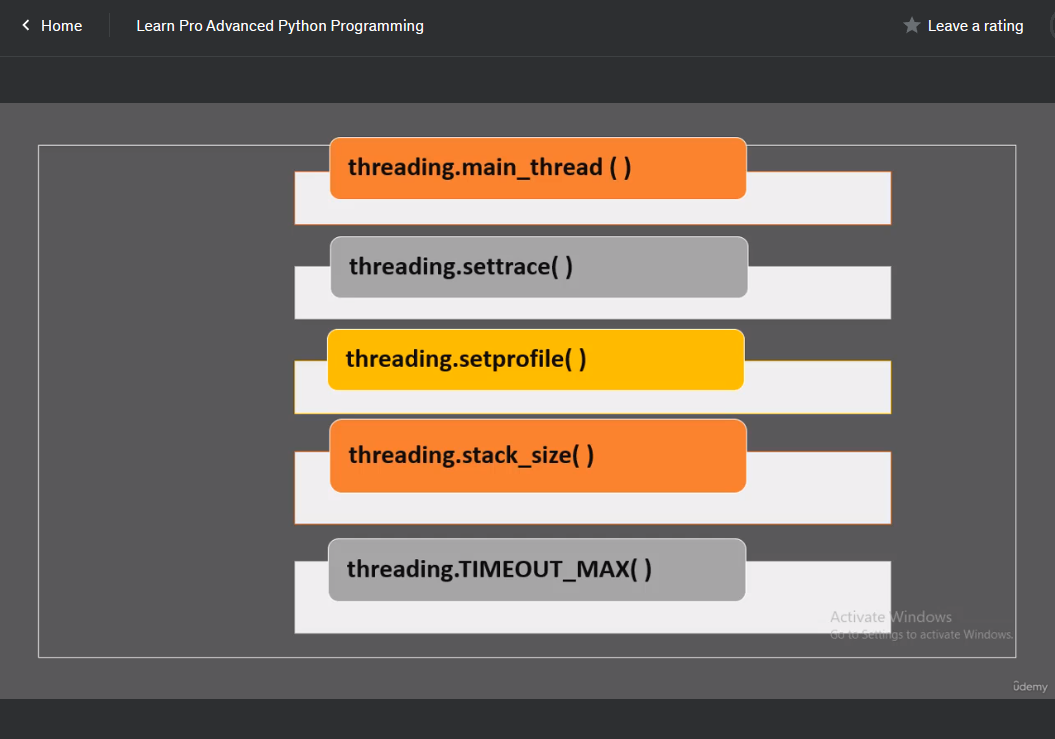 Home
Learn Pro Advanced Python Programming
Leave a rating
threading.main_thread ( )
threading.settrace( )
threading.setprofile( )
threading.stack_size( )
threading.TIMEOUT_MAX( )
Activate Windows
Go to Settings to activate Windows.
ûdemy